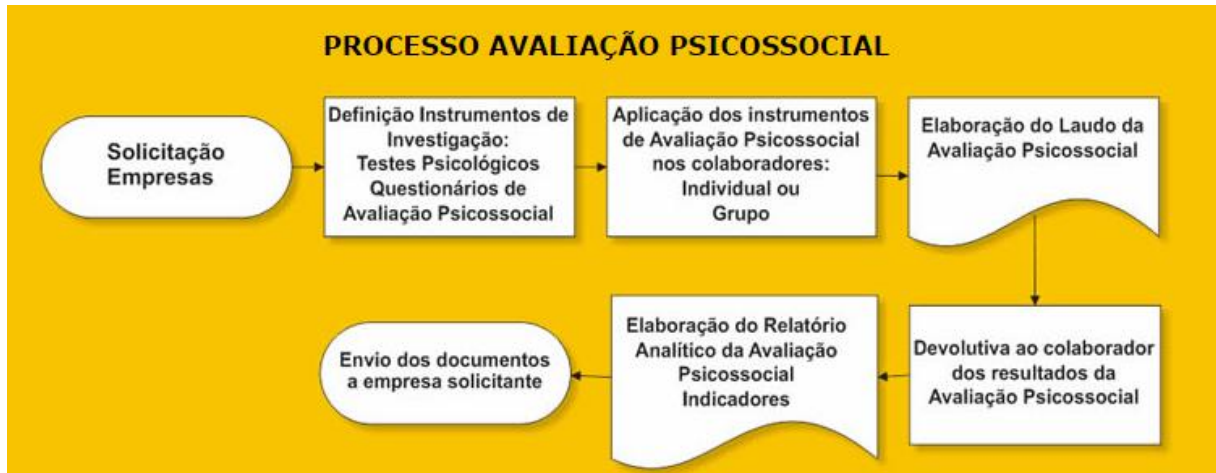 PROCESSO AVALIAÇÃO PSICOSSOCIAL
Solicitação
Empresas
Definição Instrumentos de
Investigação:
Testes Psicológicos
Questionários de
Avaliação Psicossocial
Aplicação dos instrumentos
de Avaliação Psicossocial
nos colaboradores:
Individual ou
Grupo
Elaboração do Laudo da
Avaliação Psicossocial
Devolutiva ao colaborador
dos resultados da
Avaliação Psicossocial
Elaboração do Relatório
Analítico da Avaliação
Psicossocial
Indicadores
Envio dos documentos
a empresa solicitante